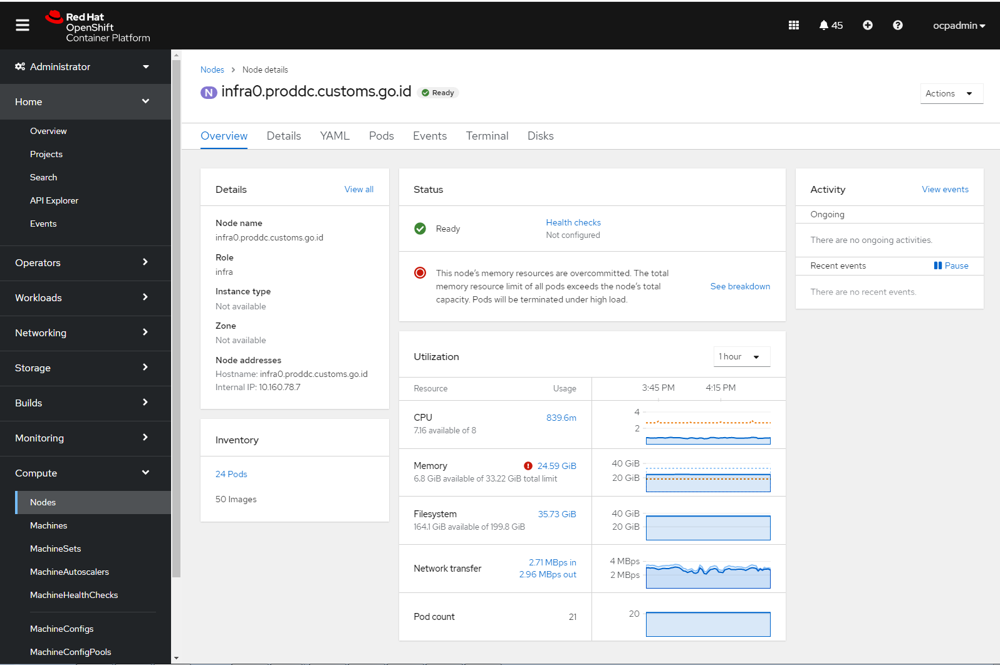 Red Hat
OpenShift
Container Platform
45
ocpadmin
Administrator
Home
Overview
Projects
Search
API Explorer
Events
Operators
Workloads
Networking
Storage
Builds
Monitoring
Compute
Nodes
Machines
MachineSets
MachineAutoscalers
MachineHealthChecks
MachineConfigs
MachineConfigPools
Nodes > Node details
N infra0.proddc.customs.go.id Ready
Actions
Overview Details YAML Pods Events Terminal Disks
Details View all
Node name
infra0.proddc.customs.go.id
Role
infra
Instance type
Not available
Zone
Not available
Node addresses
Hostname: infra0.proddc.customs.go.id
Internal IP: 10.160.78.7
Inventory
24 Pods
50 Images
Status
Ready
Health checks
Not configured
This node's memory resources are overcommitted. The total
memory resource limit of all pods exceeds the node's total
capacity. Pods will be terminated under high load.
See breakdown
Utilization 1 hour
Resource Usage 3:45 PM 4:15 PM
CPU 839.6m
7.16 available of 8
4
2
Memory 24.59 GiB
6.8 GiB available of 33.22 GiB total limit
40 GiB
20 GiB
Filesystem 35.73 GiB
164.1 GiB available of 199.8 GiB
40 GiB
20 GiB
Network transfer
2.71 MBps in
2.96 MBps out
4 MBps
2 MBps
Pod count 21
20
Activity View events
Ongoing
There are no ongoing activities.
Recent events Pause
There are no recent events.